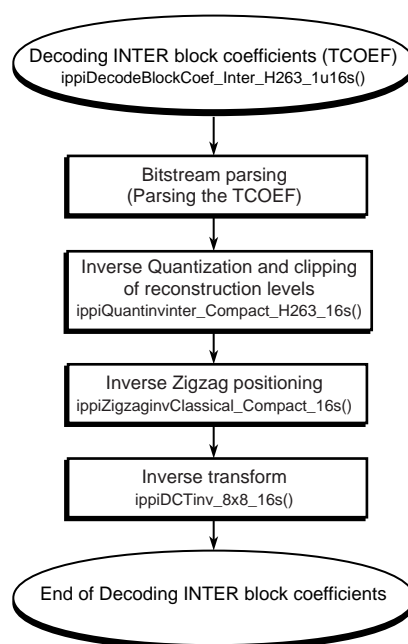 Decoding INTER block coefficients (TCOEF)
ippiDecodeBlockCoef_Inter_H263_1u16s()
Bitstream parsing
(Parsing the TCOEF)
Inverse Quantization and clipping
of reconstruction levels
ippiQuantinvinter_Compact_H263_16s()
Inverse Zigzag positioning
ippiZigzaginvClassical_Compact_16s()
Inverse transform
ippiDCTinv_8x8_16s()
End of Decoding INTER block coefficients